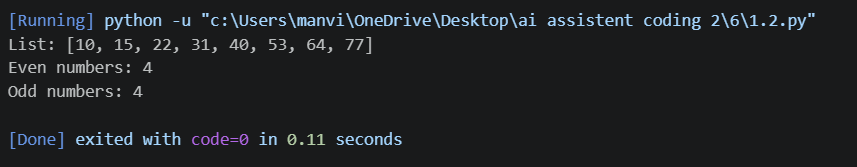 [Running] python -u "c:\Users\manvi\OneDrive\Desktop\ai assistent coding 2\6\1.2.py"
List: [10, 15, 22, 31, 40, 53, 64, 77]
Even numbers: 4
Odd numbers: 4
[Done] exited with code=0 in 0.11 seconds